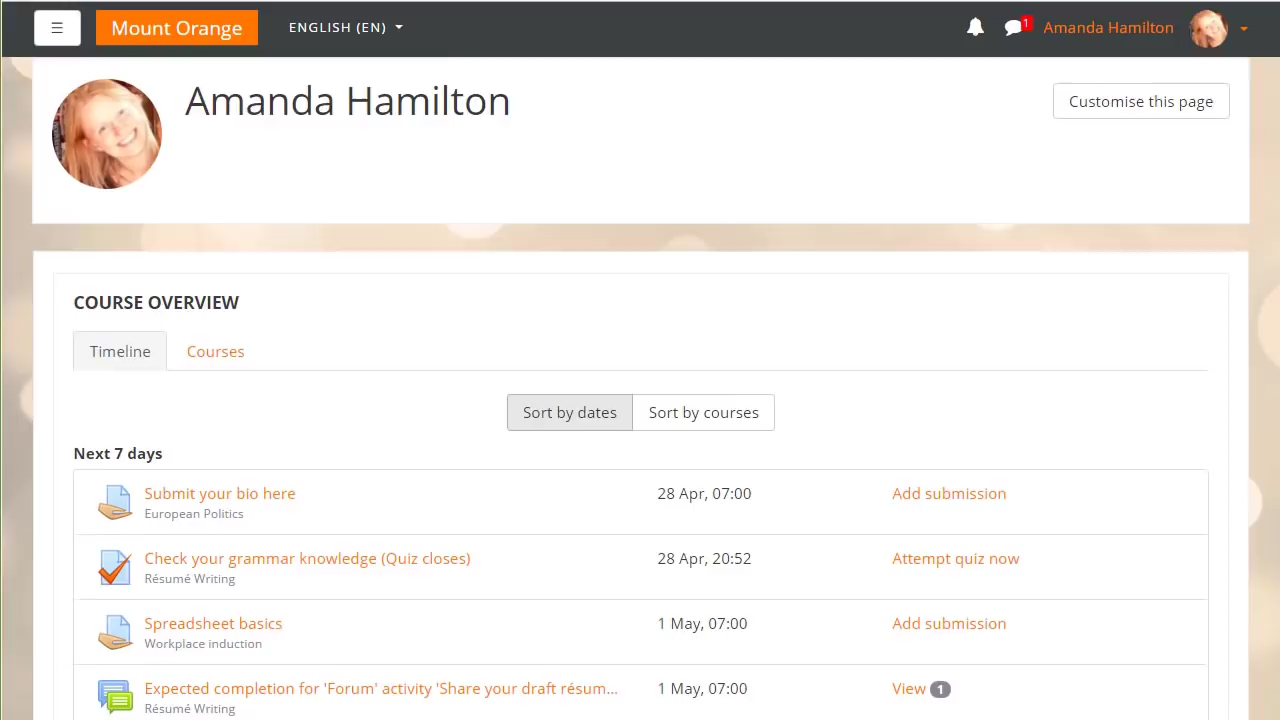 ☰ Mount Orange ENGLISH (EN) 1 Amanda Hamilton
Amanda Hamilton
Customise this page
COURSE OVERVIEW
Timeline Courses
Sort by dates Sort by courses
Next 7 days
Submit your bio here 28 Apr, 07:00 Add submission
European Politics
Check your grammar knowledge (Quiz closes) 28 Apr, 20:52 Attempt quiz now
Résumé Writing
Spreadsheet basics 1 May, 07:00 Add submission
Workplace induction
Expected completion for 'Forum' activity 'Share your draft résum... 1 May, 07:00 View 1
Résumé Writing